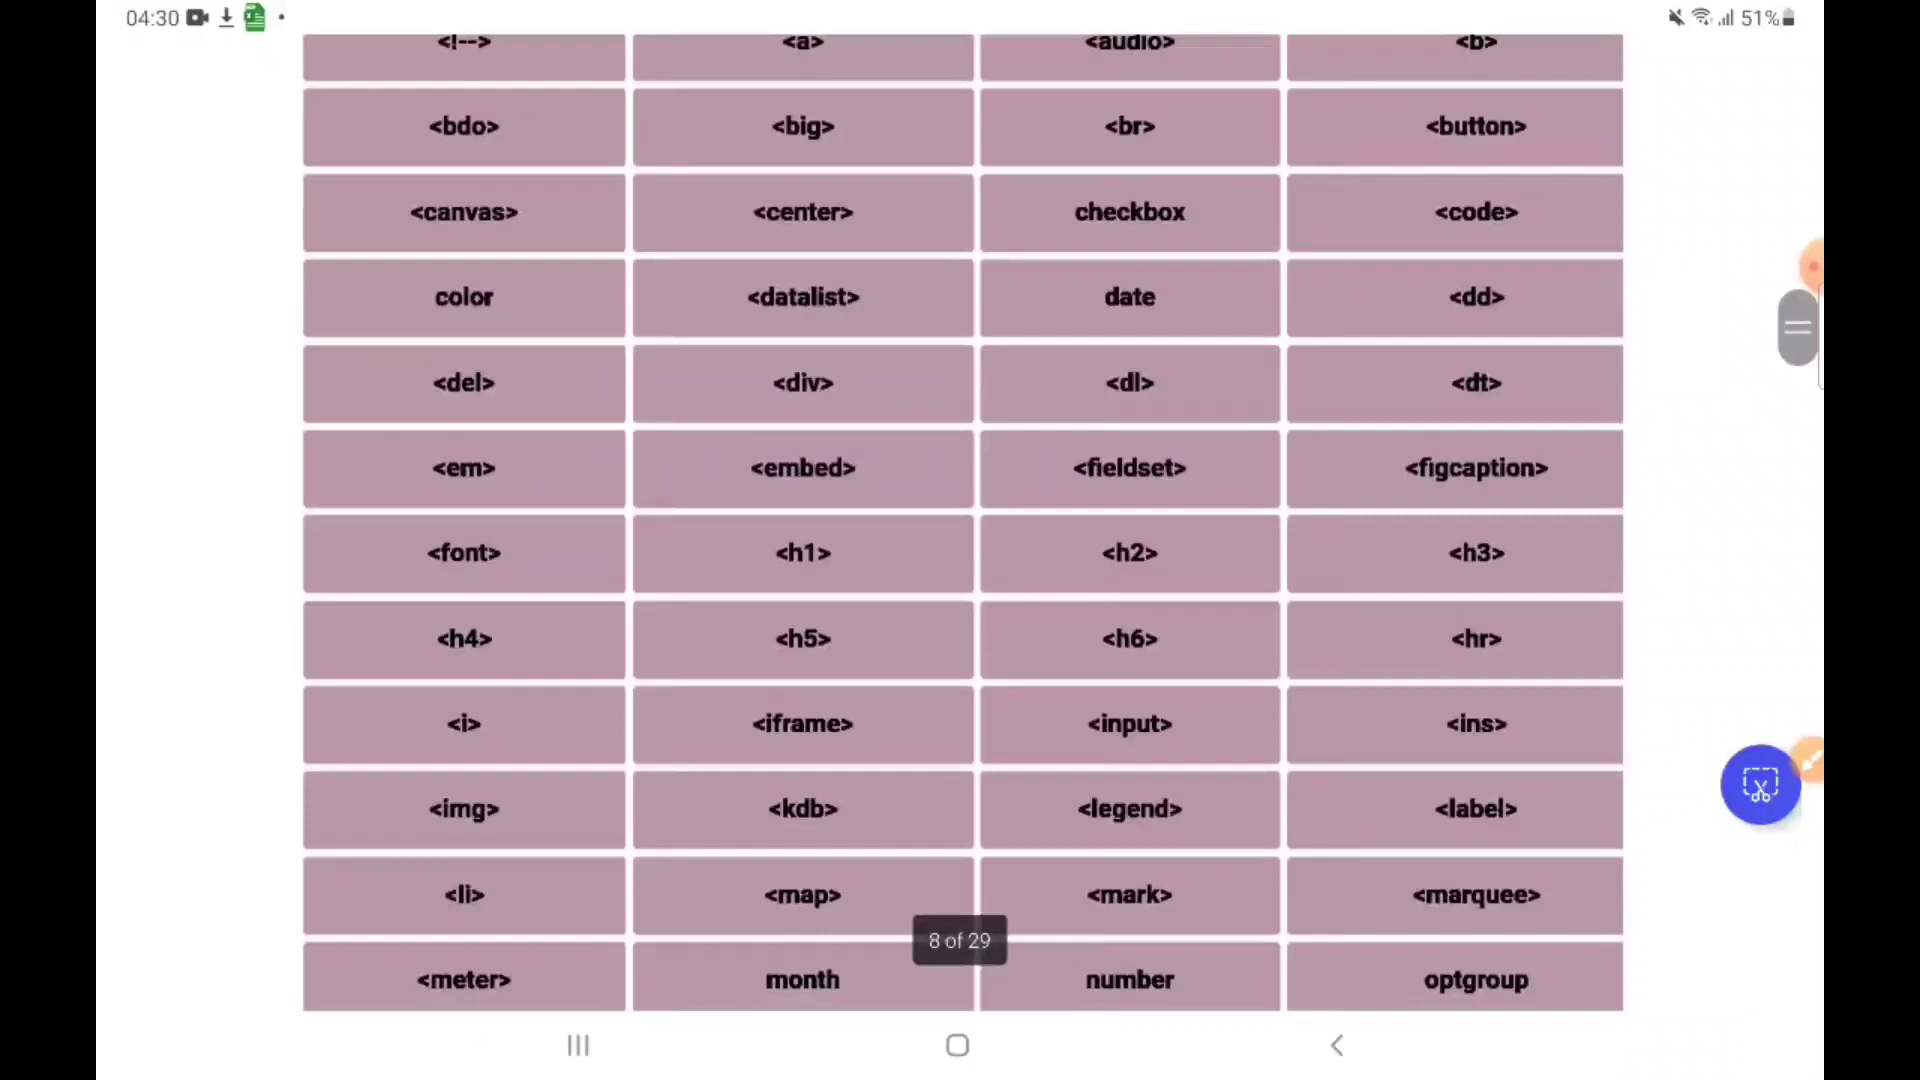 04:30 51%
<!--> <a> <audio> <b>
<bdo> <big> <br> <button>
<canvas> <center> checkbox <code>
color <datalist> date <dd>
<del> <div> <dl> <dt>
<em> <embed> <fieldset> <figcaption>
<font> <h1> <h2> <h3>
<h4> <h5> <h6> <hr>
<i> <iframe> <input> <ins>
<img> <kdb> <legend> <label>
<li> <map> <mark> <marquee>
8 of 29
<meter> month number optgroup